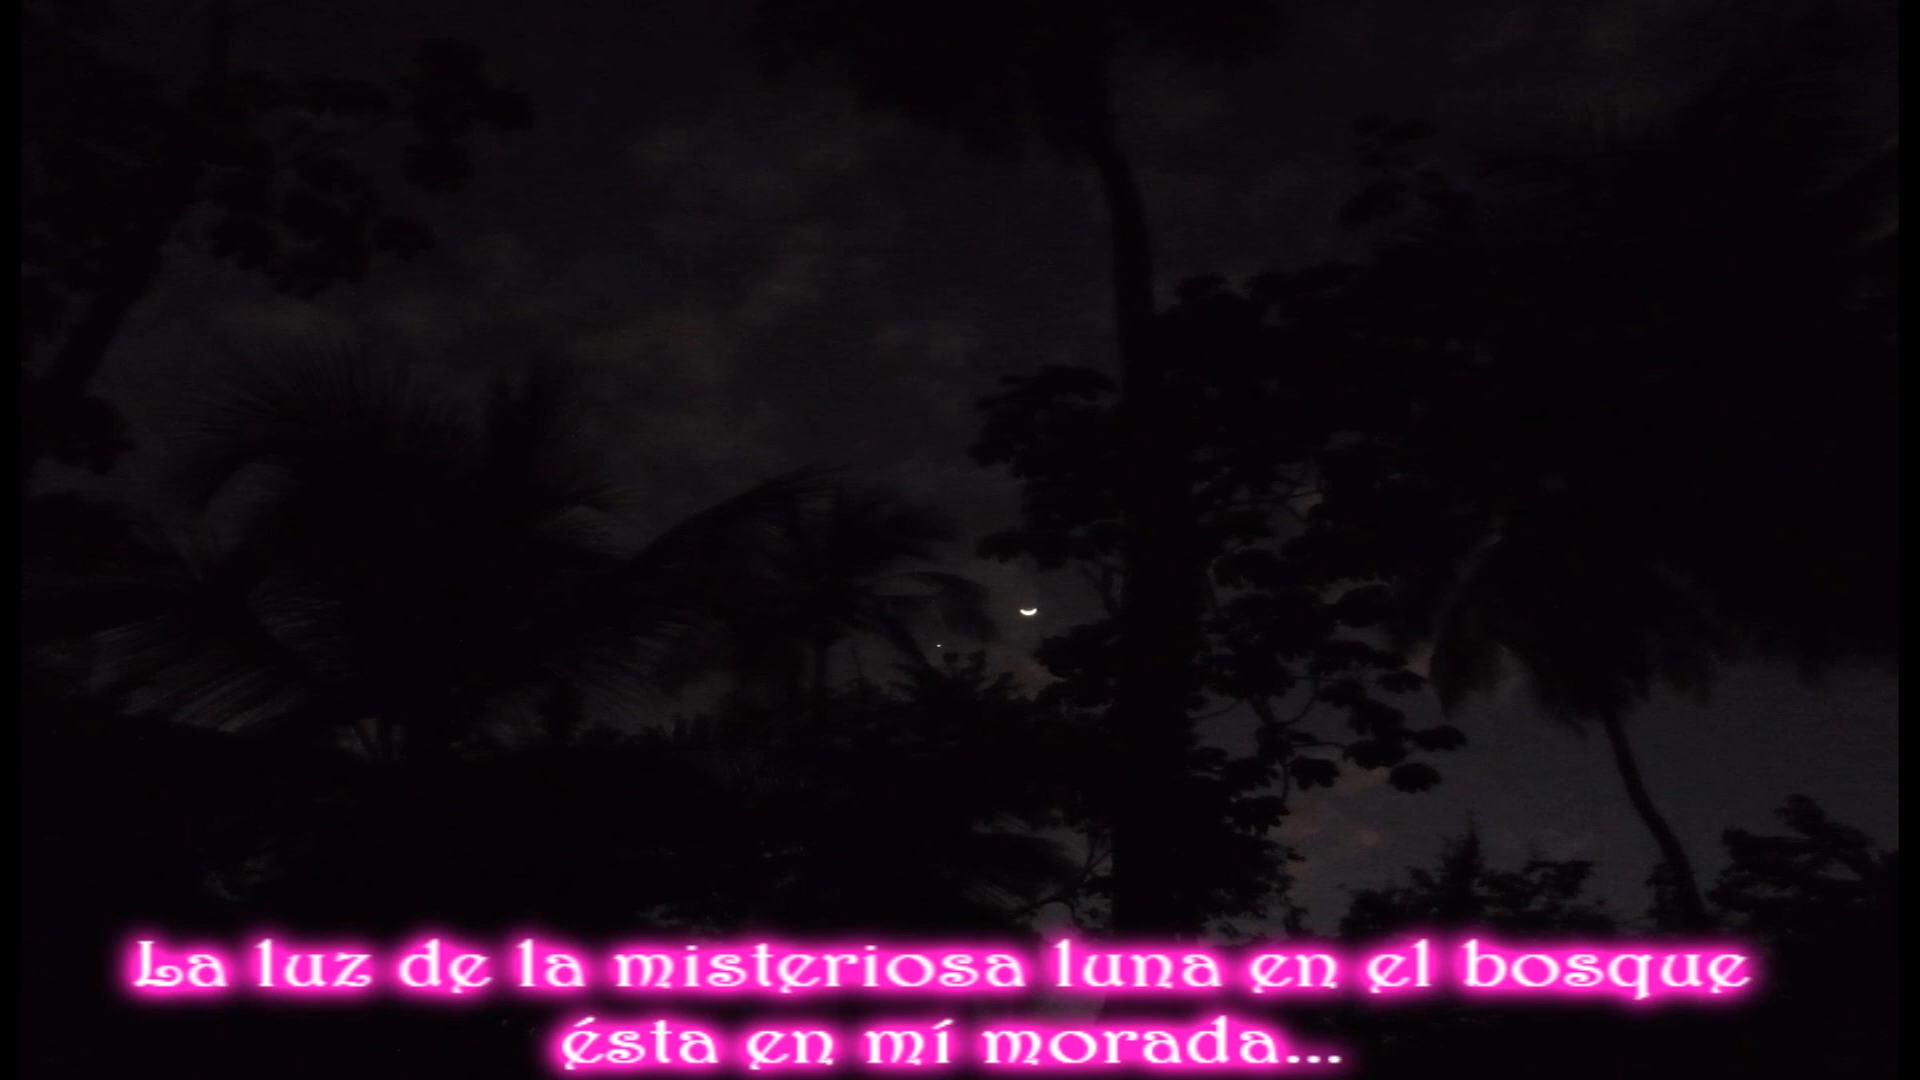 La luz de la misteriosa luna en el bosque
ésta en mí morada...